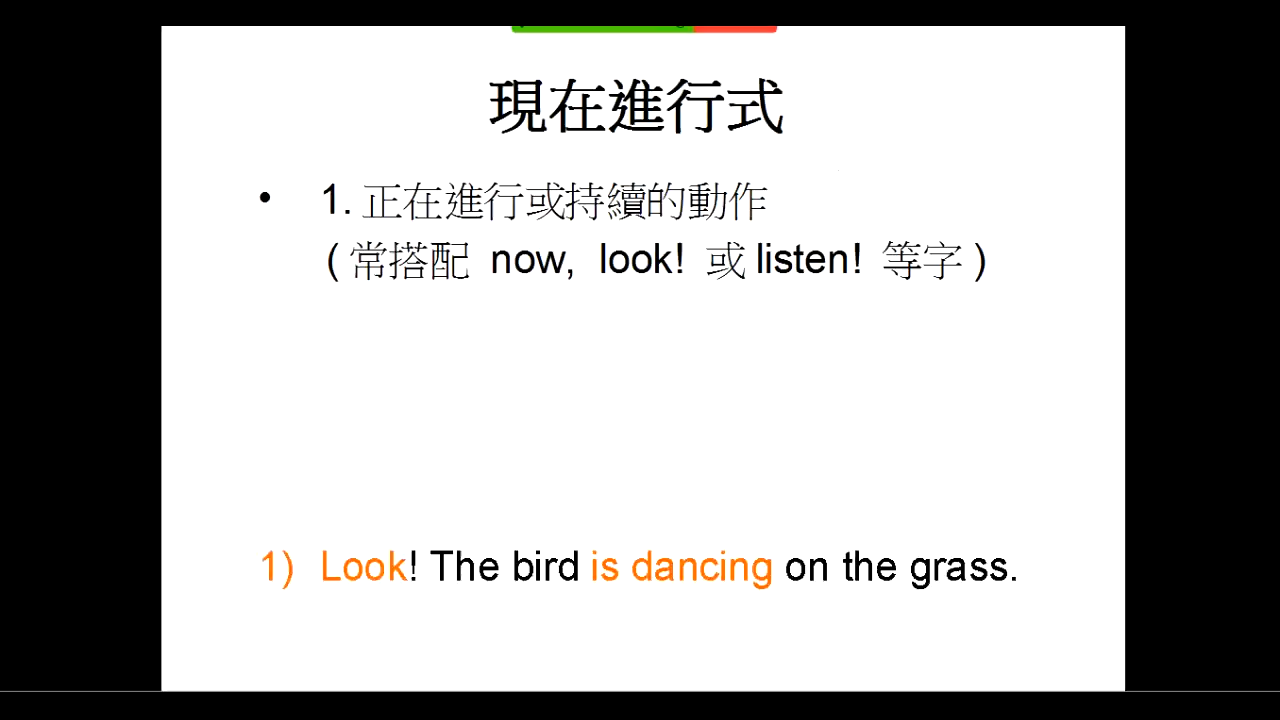 現在進行式
• 1. 正在進行或持續的動作
( 常搭配 now, look! 或 listen! 等字 )
1) Look! The bird is dancing on the grass.